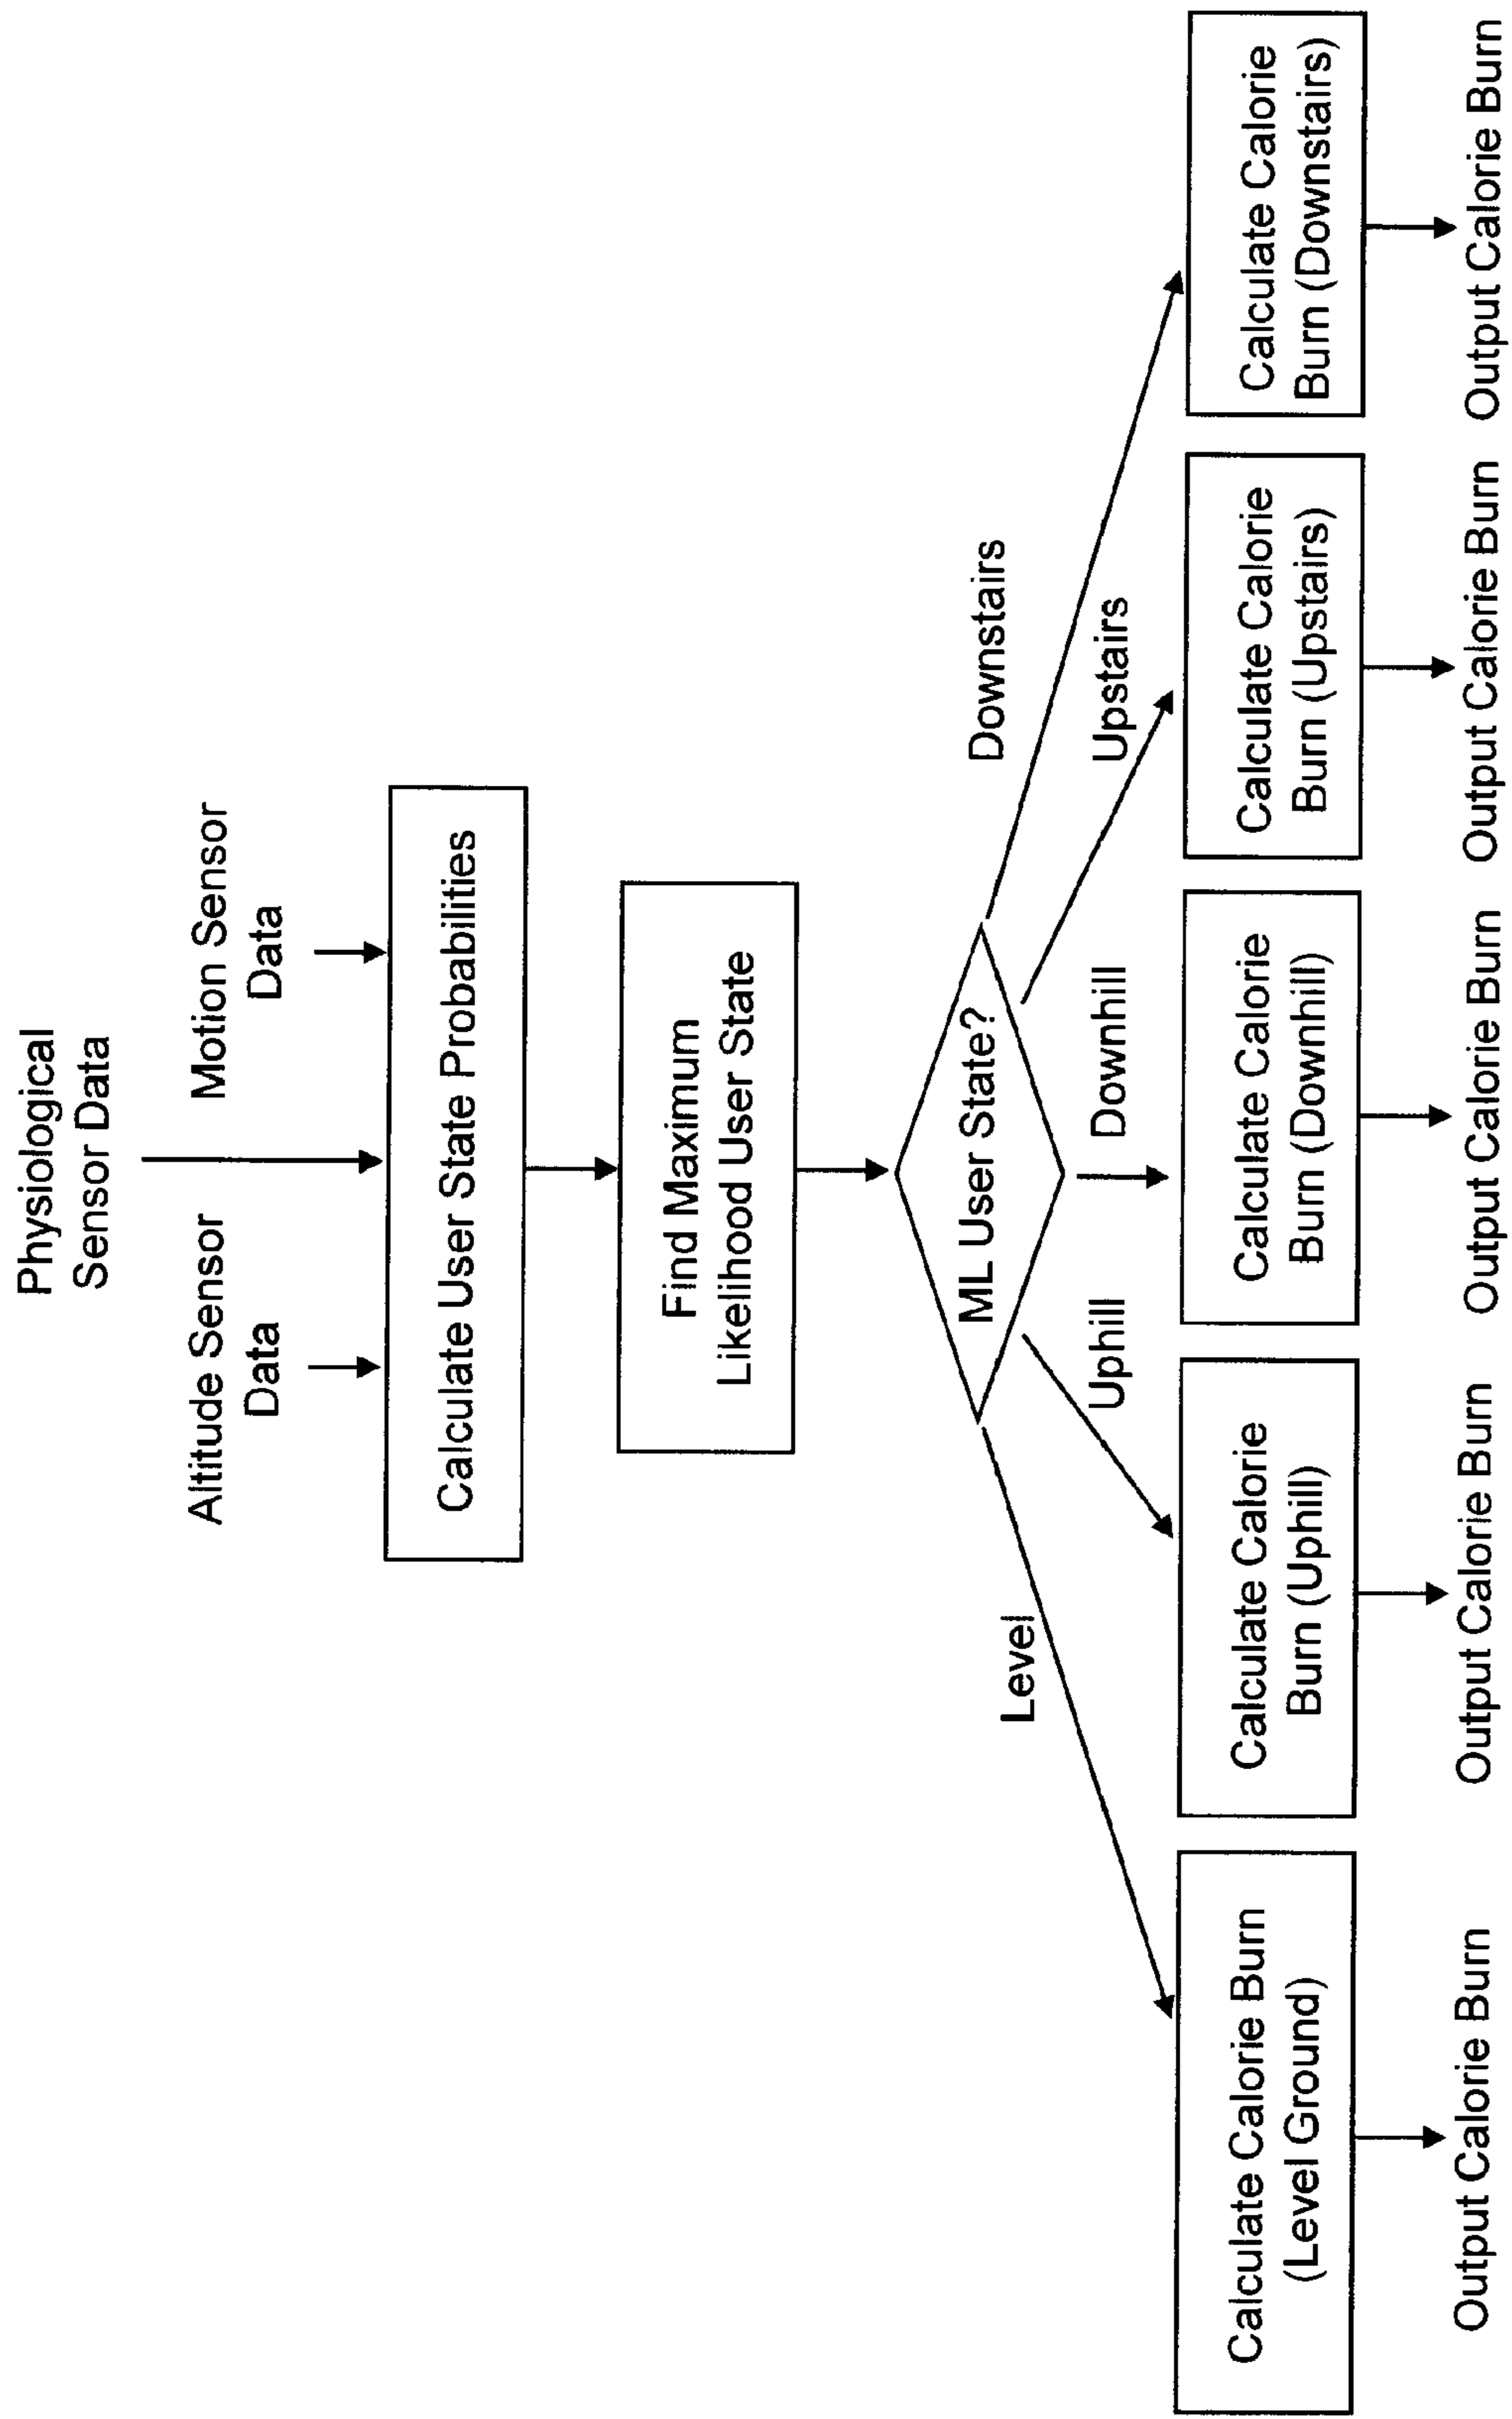 Physiological
Sensor Data
Altitude Sensor
Data
Motion Sensor
Data
Calculate User State Probabilities
Find Maximum
Likelihood User State
ML User State?
Level
Uphill
Downhill
Upstairs
Downstairs
Calculate Calorie Burn
(Level Ground)
Calculate Calorie
Burn (Uphill)
Calculate Calorie
Burn (Downhill)
Calculate Calorie
Burn (Upstairs)
Calculate Calorie
Burn (Downstairs)
Output Calorie Burn
Output Calorie Burn
Output Calorie Burn
Output Calorie Burn
Output Calorie Burn